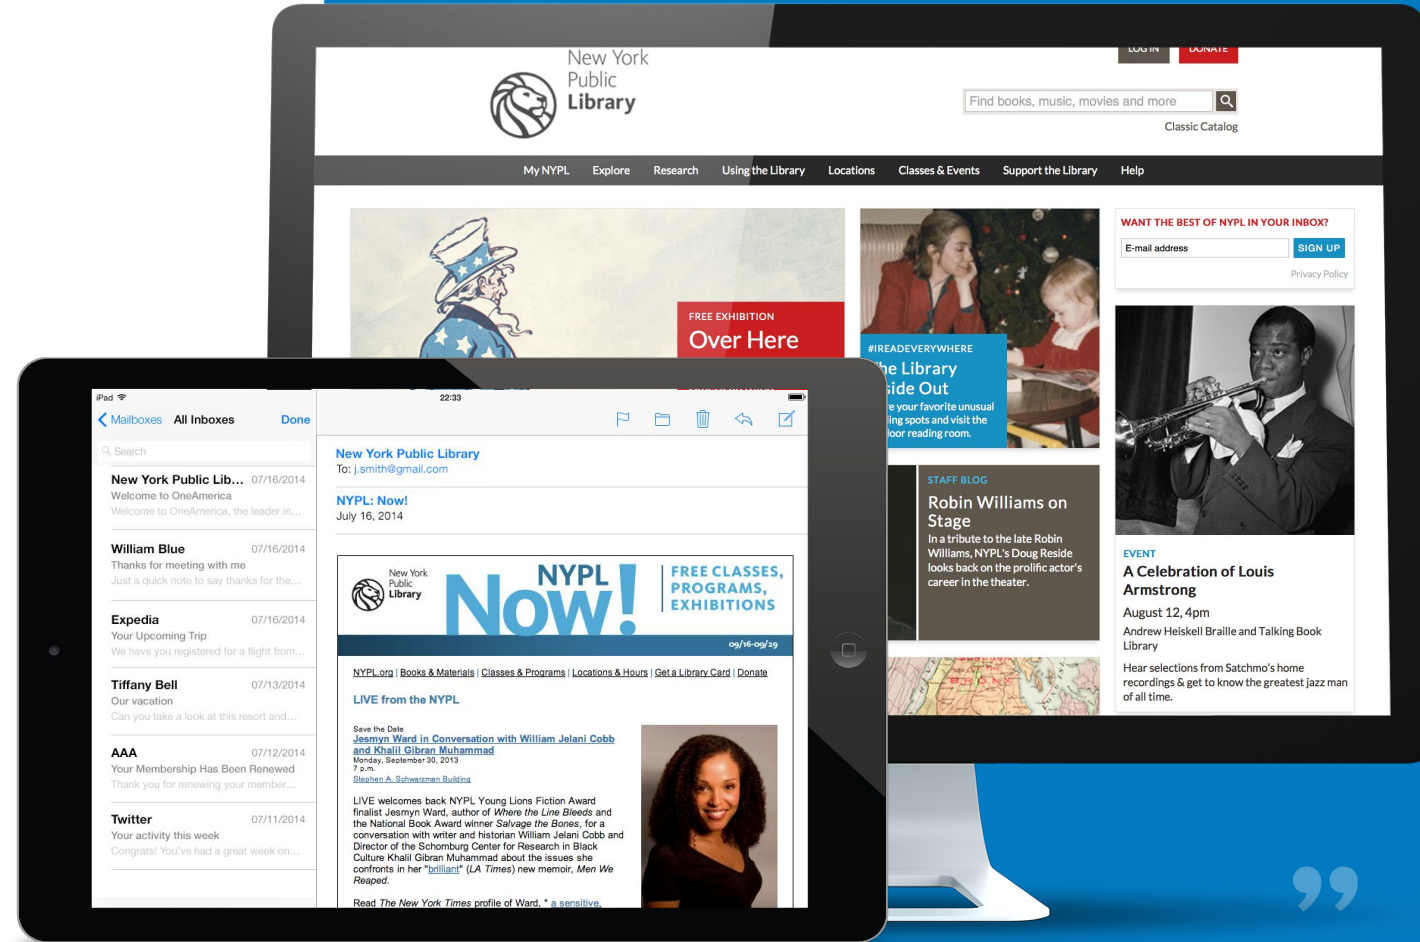 LOG IN
DONATE
New York
Public
Library
Find books, music, movies and more
Classic Catalog
My NYPL
Explore
Research
Using the Library
Locations
Classes & Events
Support the Library
Help
FREE EXHIBITION
Over Here
#IREADEVERYWHERE
he Library
side Out
e your favorite unusual
ing spots and visit the
loor reading room.
WANT THE BEST OF NYPL IN YOUR INBOX?
E-mail address
SIGN UP
Privacy Policy
STAFF BLOG
Robin Williams on
Stage
In a tribute to the late Robin
Williams, NYPL's Doug Reside
looks back on the prolific actor's
career in the theater.
EVENT
A Celebration of Louis
Armstrong
August 12, 4pm
Andrew Heiskell Braille and Talking Book
Library
Hear selections from Satchmo's home
recordings & get to know the greatest jazz man
of all time.
BRONX
iPad
22:33
Mailboxes
All Inboxes
Done
Search
New York Public Lib... 07/16/2014
Welcome to OneAmerica
Welcome to OneAmerica, the leader in...
William Blue 07/16/2014
Thanks for meeting with me
Just a quick note to say thanks for the...
Expedia 07/16/2014
Your Upcoming Trip
We have you registered for a flight from...
Tiffany Bell 07/13/2014
Our vacation
Can you take a look at this resort and...
AAA 07/12/2014
Your Membership Has Been Renewed
Thank you for renewing your member...
Twitter 07/11/2014
Your activity this week
Congrats! You've had a great week on...
New York Public Library
To: j.smith@gmail.com
NYPL: Now!
July 16, 2014
New York
Public
Library
NYPL
Now!
FREE CLASSES,
PROGRAMS,
EXHIBITIONS
09/16-09/29
NYPL.org | Books & Materials | Classes & Programs | Locations & Hours | Get a Library Card | Donate
LIVE from the NYPL
Save the Date
Jesmyn Ward in Conversation with William Jelani Cobb
and Khalil Gibran Muhammad
Monday, September 30, 2013
7 p.m.
Stephen A. Schwarzman Building
LIVE welcomes back NYPL Young Lions Fiction Award
finalist Jesmyn Ward, author of Where the Line Bleeds and
the National Book Award winner Salvage the Bones, for a
conversation with writer and historian William Jelani Cobb and
Director of the Schomburg Center for Research in Black
Culture Khalil Gibran Muhammad about the issues she
confronts in her "brilliant" (LA Times) new memoir, Men We
Reaped.
Read The New York Times profile of Ward, " a sensitive,
”